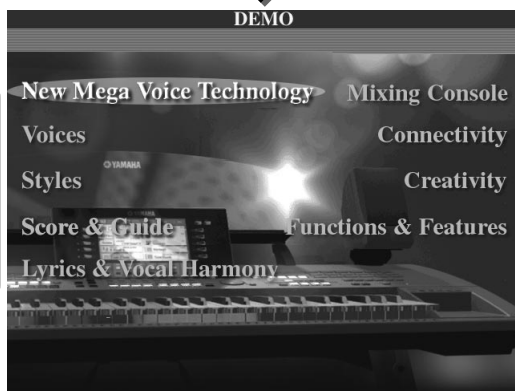 DEMO
New Mega Voice Technology
Mixing Console
Voices
Connectivity
YAMAHA
Styles
Creativity
Score & Guide
Functions & Features
Lyrics & Vocal Harmony